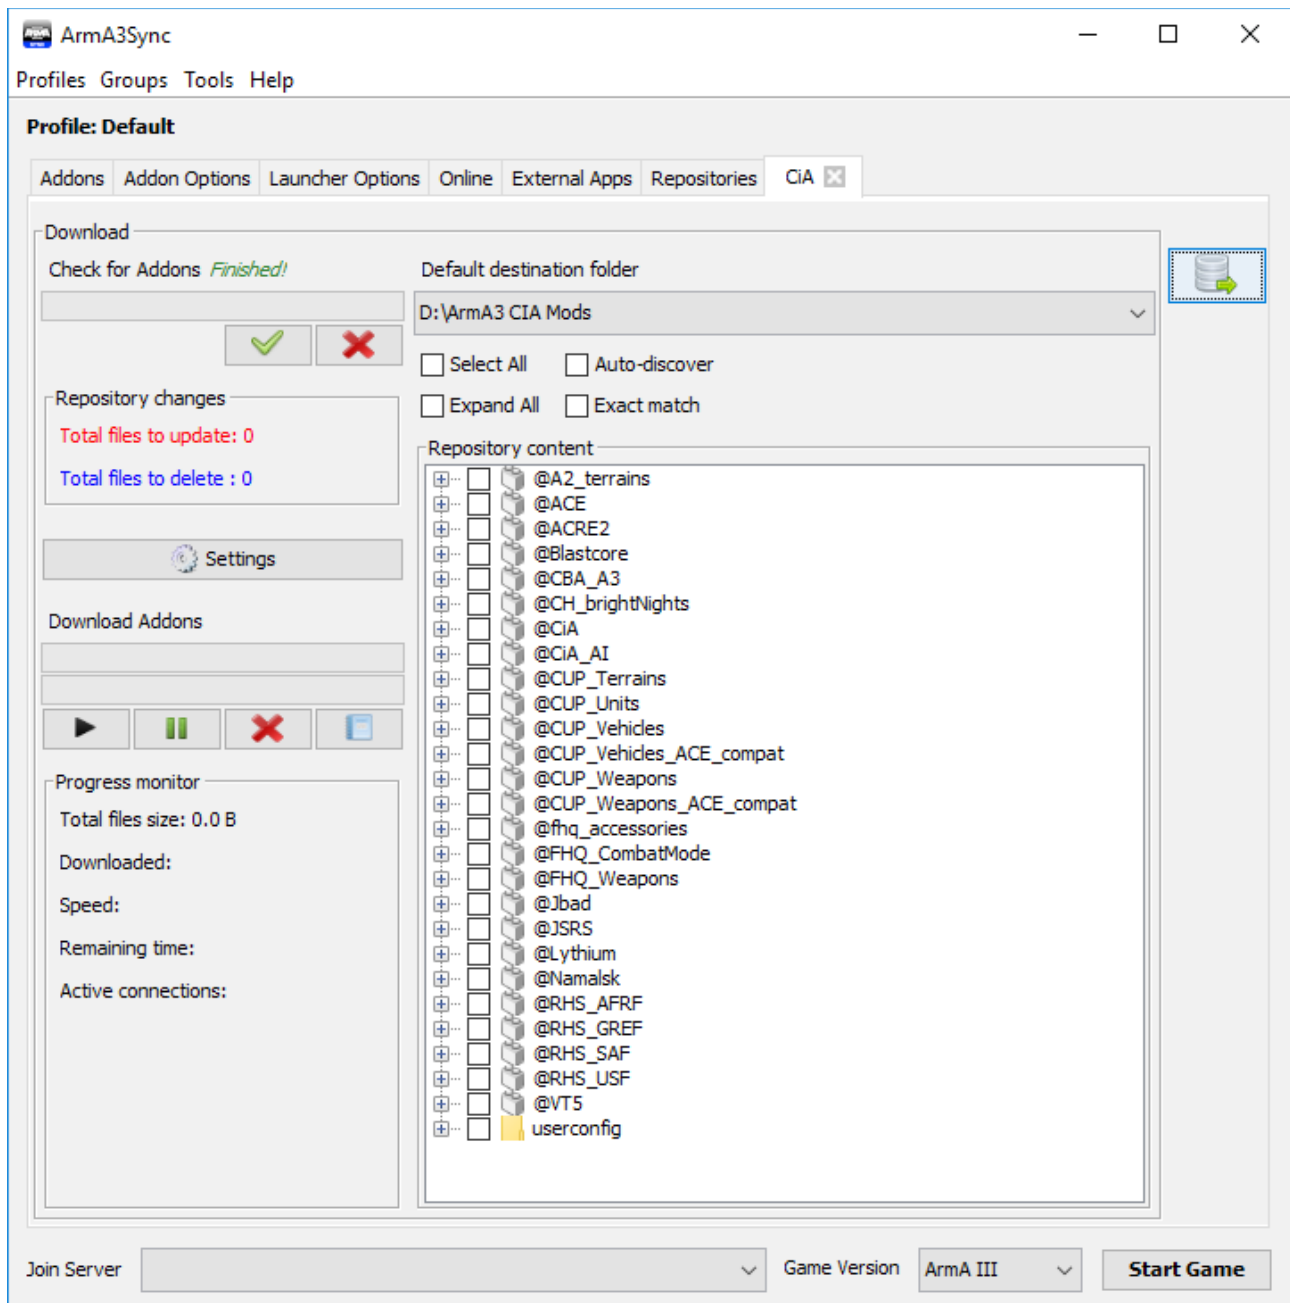 ArmA3Sync
Profiles Groups Tools Help
Profile: Default
Addons Addon Options Launcher Options Online External Apps Repositories CiA
Download
Check for Addons Finished!
Default destination folder
D:\ArmA3 CIA Mods
Select All Auto-discover
Expand All Exact match
Repository changes
Total files to update: 0
Total files to delete : 0
Settings
Download Addons
Progress monitor
Total files size: 0.0 B
Downloaded:
Speed:
Remaining time:
Active connections:
Repository content
@A2_terrains
@ACE
@ACRE2
@Blastcore
@CBA_A3
@CH_brightNights
@CiA
@CiA_AI
@CUP_Terrains
@CUP_Units
@CUP_Vehicles
@CUP_Vehicles_ACE_compat
@CUP_Weapons
@CUP_Weapons_ACE_compat
@fhq_accessories
@FHQ_CombatMode
@FHQ_Weapons
@Jbad
@JSRS
@Lythium
@Namalsk
@RHS_AFRF
@RHS_GREF
@RHS_SAF
@RHS_USF
@VT5
userconfig
Join Server Game Version ArmA III Start Game